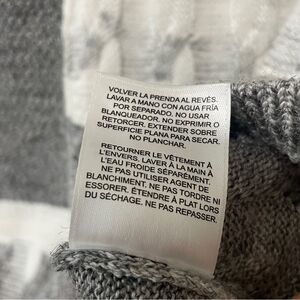 VOLVER LA PRENDA AL REVÉS.
LAVAR A MANO CON AGUA FRÍA
POR SEPARADO. NO USAR
BLANQUEADOR. NO EXPRIMIR O
RETORCER. EXTENDER SOBRE
SUPERFICIE PLANA PARA SECAR.
NO PLANCHAR.
RETOURNER LE VÊTEMENT À
L'ENVERS. LAVER À LA MAIN À
L'EAU FROIDE SÉPARÉMENT.
NE PAS UTILISER AGENT DE
BLANCHIMENT. NE PAS TORDRE NI
ESSORER. ÉTENDRE À PLAT LORS
DU SÉCHAGE. NE PAS REPASSER.